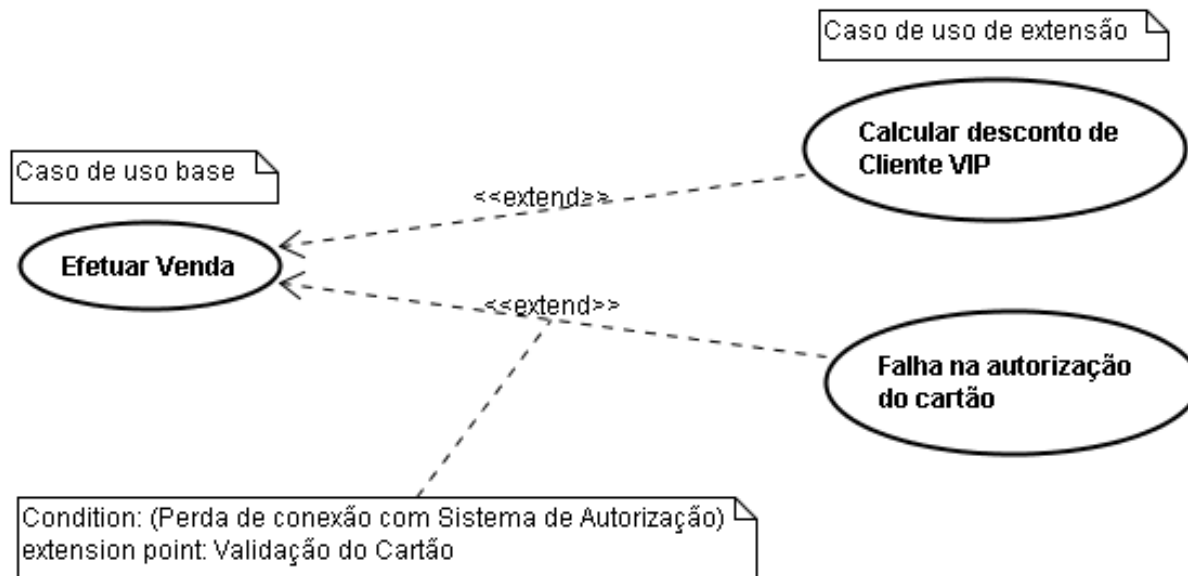 Caso de uso de extensão
Calcular desconto de
Cliente VIP
Caso de uso base
<<extend>>
Efetuar Venda
<<extend>>
Falha na autorização
do cartão
Condition: (Perda de conexão com Sistema de Autorização)
extension point: Validação do Cartão